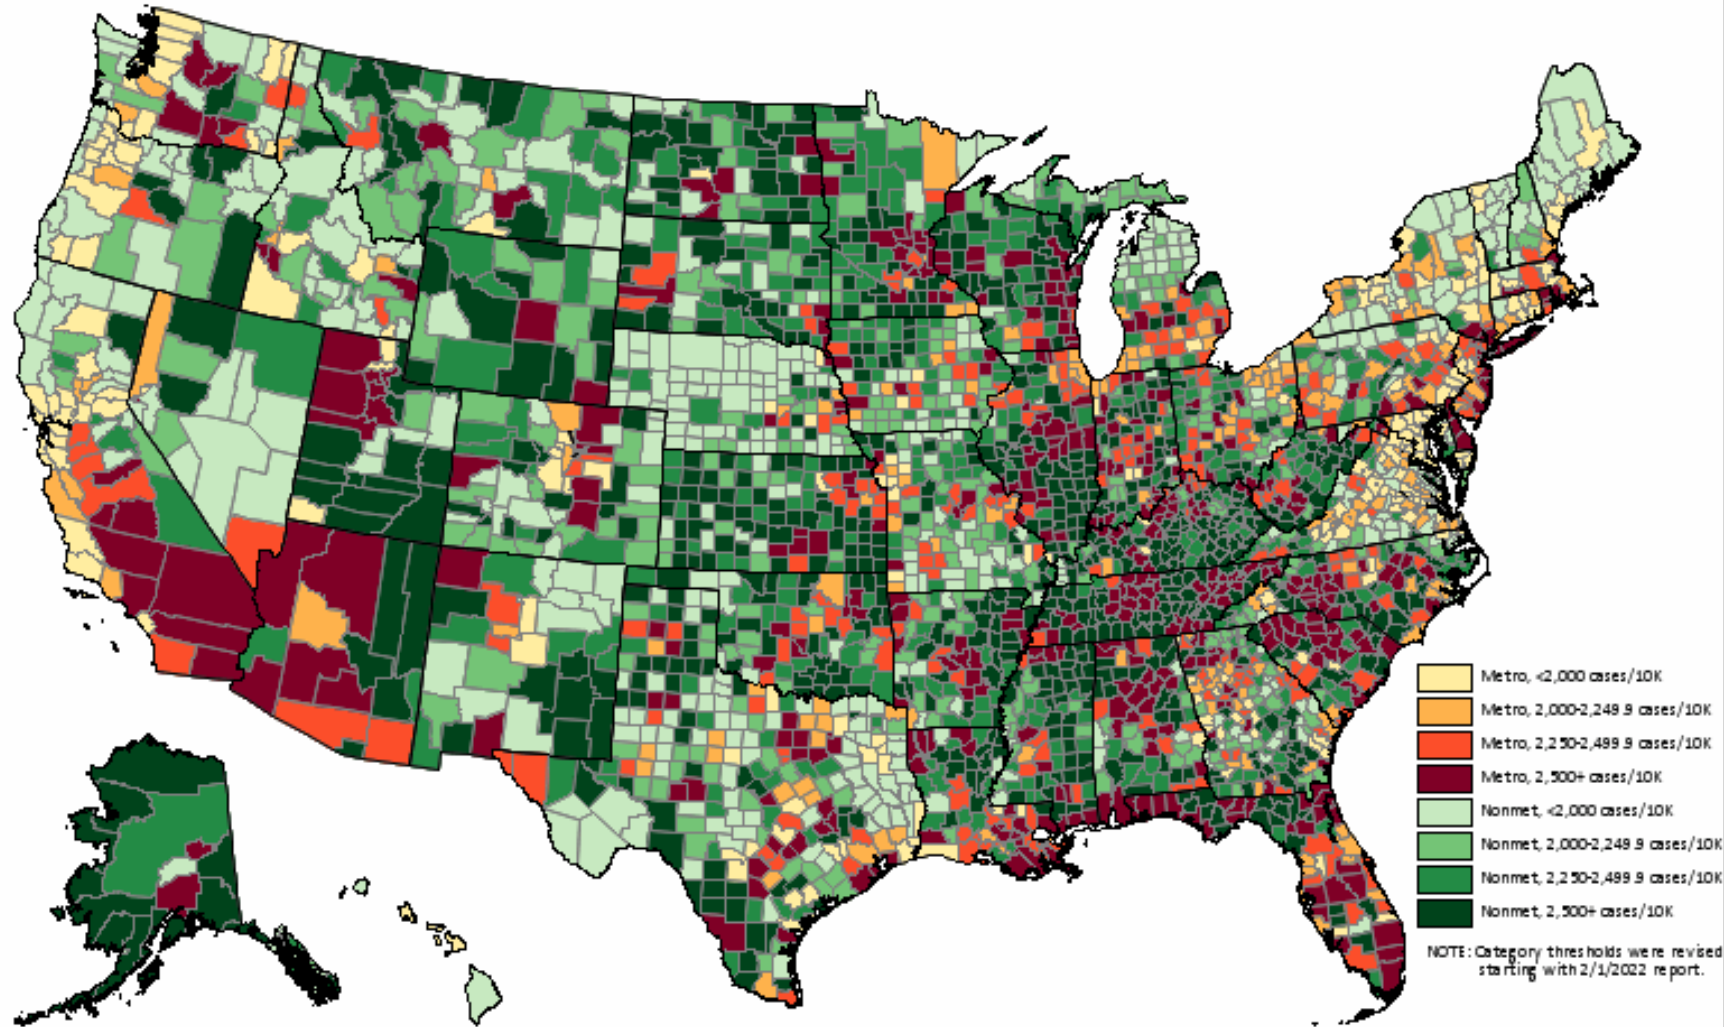 Metro, <2,000 cases/10K
Metro, 2,000-2,249.9 cases/10K
Metro, 2,250-2,499.9 cases/10K
Metro, 2,500+ cases/10K
Nonmet, <2,000 cases/10K
Nonmet, 2,000-2,249.9 cases/10K
Nonmet, 2,250-2,499.9 cases/10K
Nonmet, 2,500+ cases/10K
NOTE: Category thresholds were revised
starting with 2/1/2022 report.